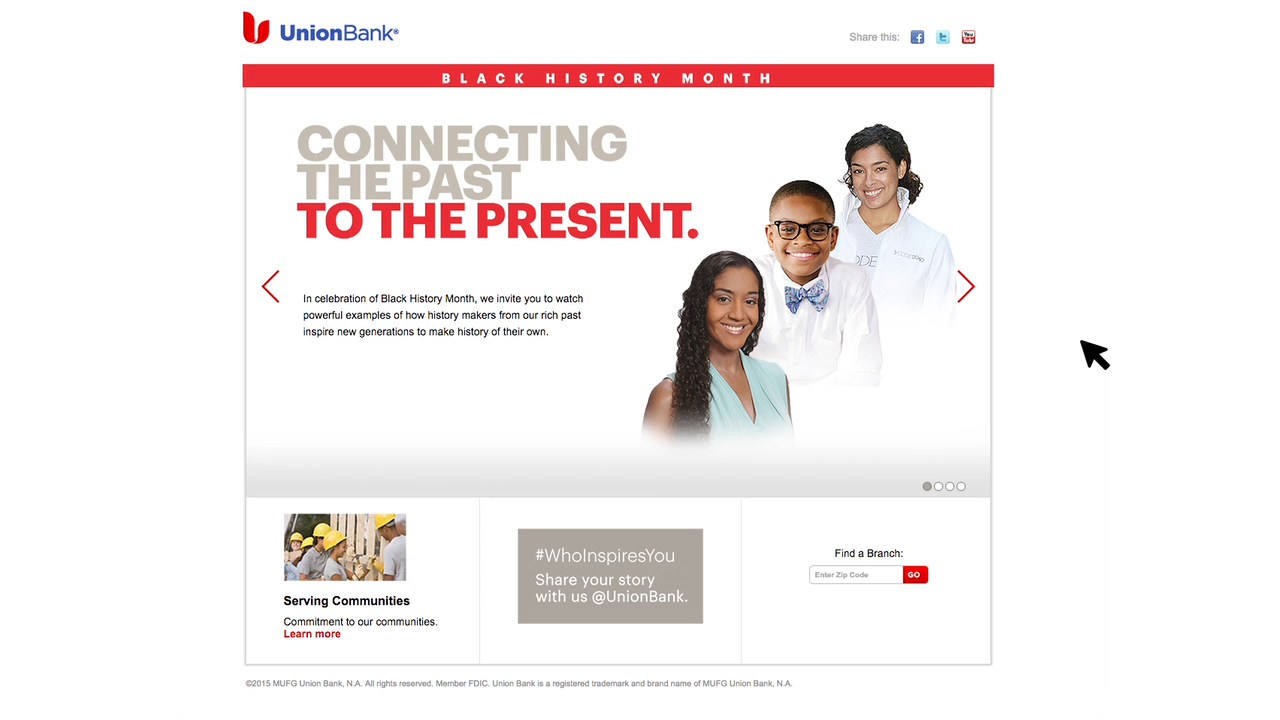 UnionBank®
Share this:
You
Tube
BLACK HISTORY MONTH
CONNECTING
THE PAST
TO THE PRESENT.
CODE2040
In celebration of Black History Month, we invite you to watch
powerful examples of how history makers from our rich past
inspire new generations to make history of their own.
Serving Communities
Commitment to our communities.
Learn more
#WhoInspiresYou
Share your story
with us @UnionBank.
Find a Branch:
Enter Zip Code GO
©2015 MUFG Union Bank, N.A. All rights reserved. Member FDIC. Union Bank is a registered trademark and brand name of MUFG Union Bank, N.A.